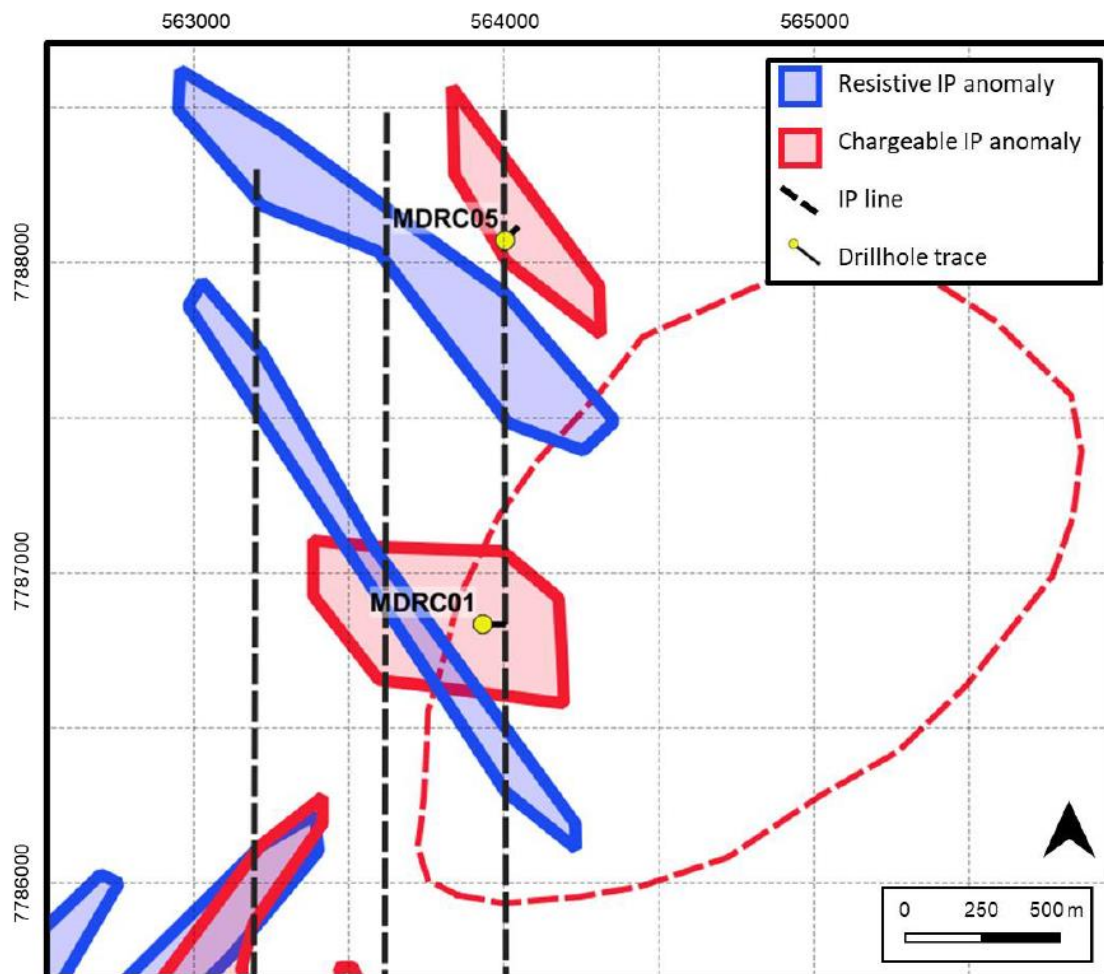 563000 564000 565000
Resistive IP anomaly
Chargeable IP anomaly
IP line
Drillhole trace
MDRC05
7788000
7787000
MDRC01
7786000
0 250 500 m